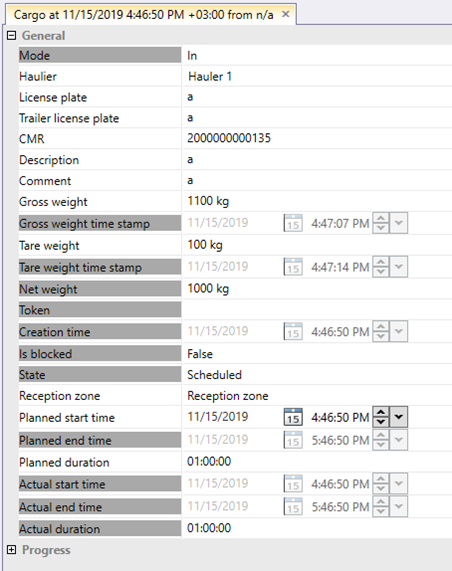 Cargo at 11/15/2019 4:46:50 PM +03:00 from n/a
General
Mode In
Haulier Hauler 1
License plate a
Trailer license plate a
CMR 2000000000135
Description a
Comment a
Gross weight 1100 kg
Gross weight time stamp 11/15/2019 15 4:47:07 PM
Tare weight 100 kg
Tare weight time stamp 11/15/2019 15 4:47:14 PM
Net weight 1000 kg
Token
Creation time 11/15/2019 15 4:46:50 PM
Is blocked False
State Scheduled
Reception zone Reception zone
Planned start time 11/15/2019 15 4:46:50 PM
Planned end time 11/15/2019 15 5:46:50 PM
Planned duration 01:00:00
Actual start time 11/15/2019 15 4:46:50 PM
Actual end time 11/15/2019 15 5:46:50 PM
Actual duration 01:00:00
Progress